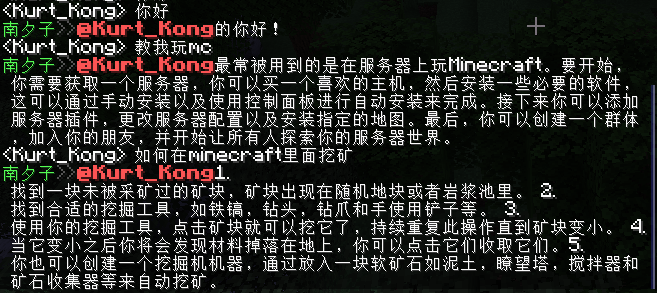 <Kurt_Kong> 你好
南夕子>>@Kurt_Kong的你好！
<Kurt_Kong> 教我玩mc
南夕子>>@Kurt_Kong最常被用到的是在服务器上玩Minecraft。要开始，
你需要获取一个服务器，你可以买一个喜欢的主机，然后安装一些必要的软件，
这可以通过手动安装以及使用控制面板进行自动安装来完成。接下来你可以添加
服务器插件，更改服务器配置以及安装指定的地图。最后，你可以创建一个群体
，加入你的朋友，并开始让所有人探索你的服务器世界。
<Kurt_Kong> 如何在minecraft里面挖矿
南夕子>>@Kurt_Kong1.
找到一块未被采矿过的矿块，矿块出现在随机地块或者岩浆池里。 2.
找到合适的挖掘工具，如铁镐，钻头，钻爪和手使用铲子等。 3.
使用你的挖掘工具，点击矿块就可以挖它了，持续重复此操作直到矿块变小。 4.
当它变小之后你将会发现材料掉落在地上，你可以点击它们收取它们。5.
你也可以创建一个挖掘机机器，通过放入一块软矿石如泥土，瞭望塔，搅拌器和
矿石收集器等来自动挖矿。